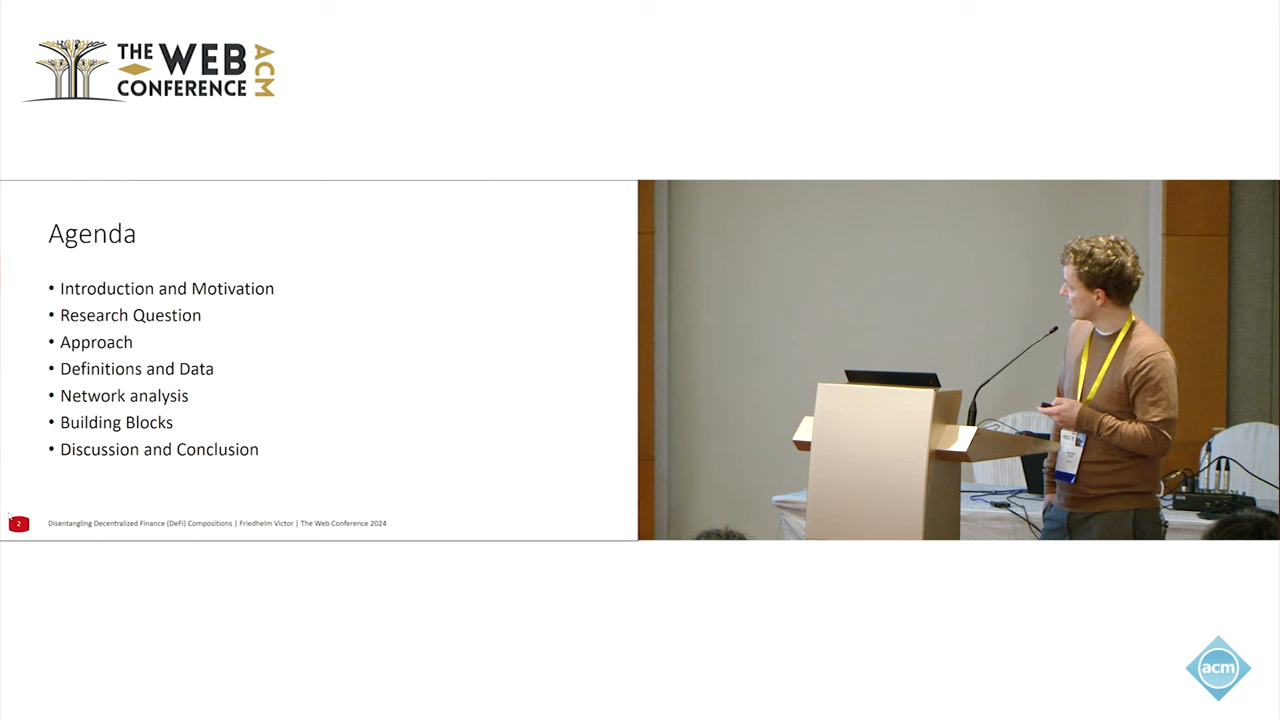 THE WEB ACM
CONFERENCE
Agenda
• Introduction and Motivation
• Research Question
• Approach
• Definitions and Data
• Network analysis
• Building Blocks
• Discussion and Conclusion
2
Disentangling Decentralized Finance (DeFi) Compositions | Friedhelm Victor | The Web Conference 2024
acm